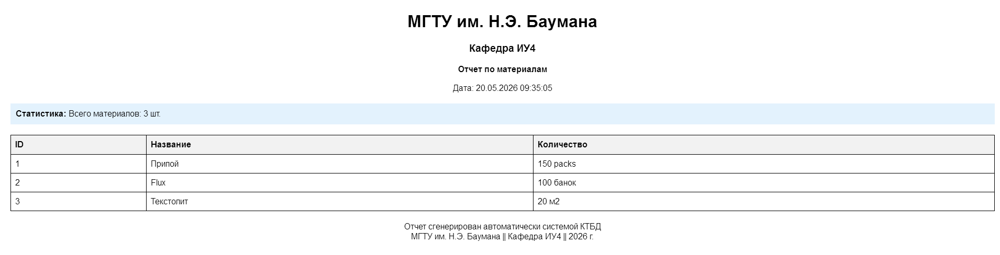 МГТУ им. Н.Э. Баумана
Кафедра ИУ4
Отчет по материалам
Дата: 20.05.2026 09:35:05
Статистика: Всего материалов: 3 шт.
ID Название Количество
1 Припой 150 packs
2 Flux 100 банок
3 Текстолит 20 м2
Отчет сгенерирован автоматически системой КТБД
МГТУ им. Н.Э. Баумана || Кафедра ИУ4 || 2026 г.